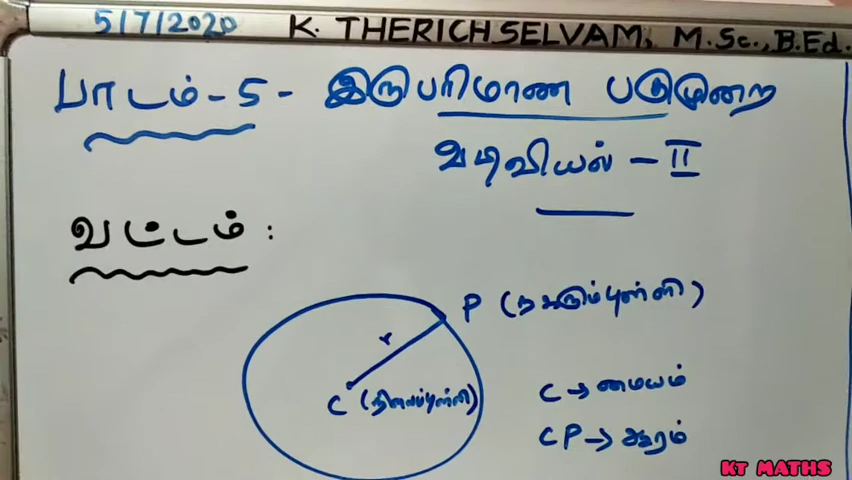 5/7/2020 K. THERICH SELVAM, M.Sc., B.Ed.
பாடம் - 5 - இருபரிமாண பகுமுறை
வடிவியல் - II
வட்டம் :
P (நகரும்புள்ளி)
r
C (நிலைப்புள்ளி)
C → மையம்
CP → ஆரம்
KT MATHS